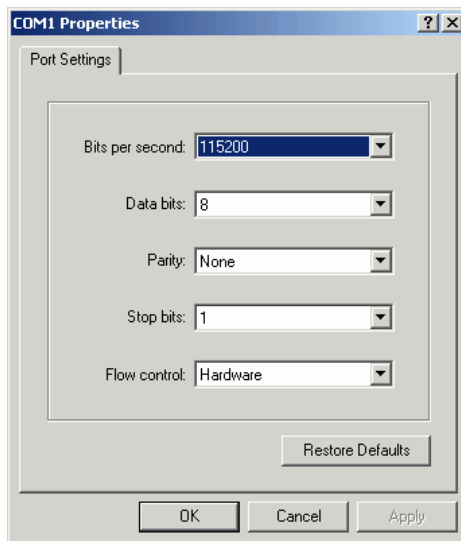 COM1 Properties
Port Settings
Bits per second: 115200
Data bits: 8
Parity: None
Stop bits: 1
Flow control: Hardware
Restore Defaults
OK Cancel Apply